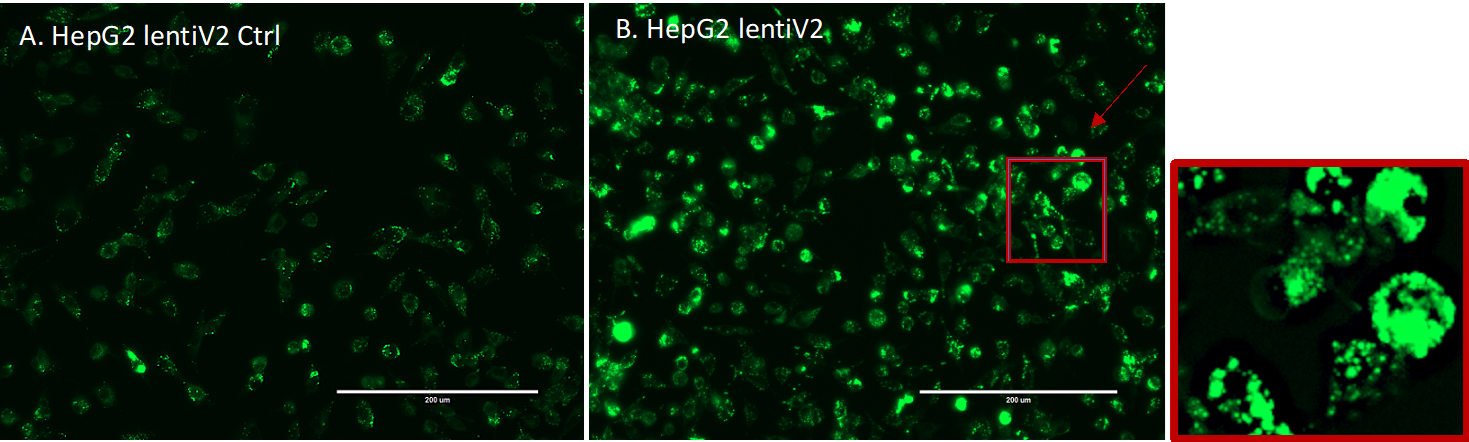 A. HepG2 lentiV2 Ctrl
B. HepG2 lentiV2
200 um
200 um